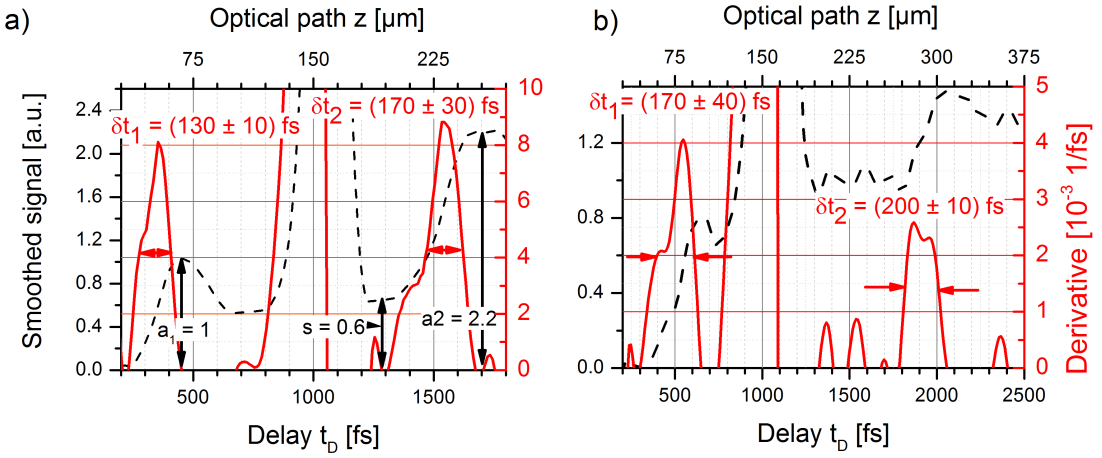 a)
Optical path z [µm]
75 150 225
Smoothed signal [a.u.]
2.4
2.0
1.6
1.2
0.8
0.4
0.0
δt1 = (130 ± 10) fs
δt2 = (170 ± 30) fs
a1 = 1
s = 0.6
a2 = 2.2
10
8
6
4
2
0
500 1000 1500
Delay tD [fs]
b)
Optical path z [µm]
75 150 225 300 375
1.2
0.8
0.4
0.0
δt1 = (170 ± 40) fs
δt2 = (200 ± 10) fs
5
4
3
2
1
0
Derivative [10-3 1/fs]
500 1000 1500 2000 2500
Delay tD [fs]